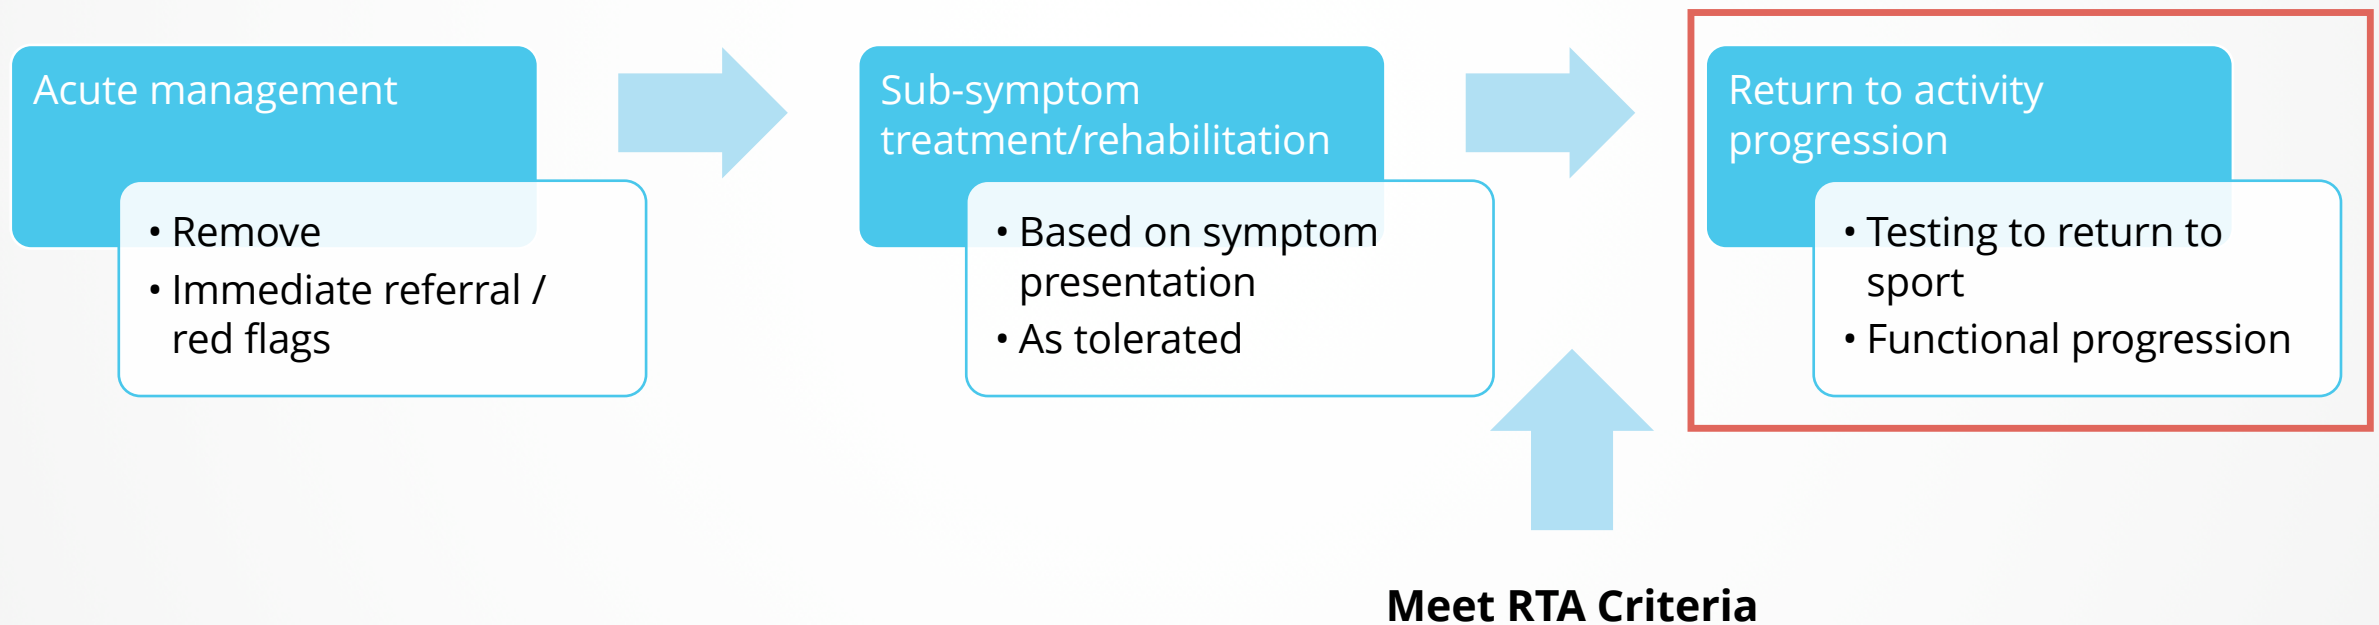 Acute management
• Remove
• Immediate referral /
red flags
Sub-symptom
treatment/rehabilitation
• Based on symptom
presentation
• As tolerated
Return to activity
progression
• Testing to return to
sport
• Functional progression
Meet RTA Criteria